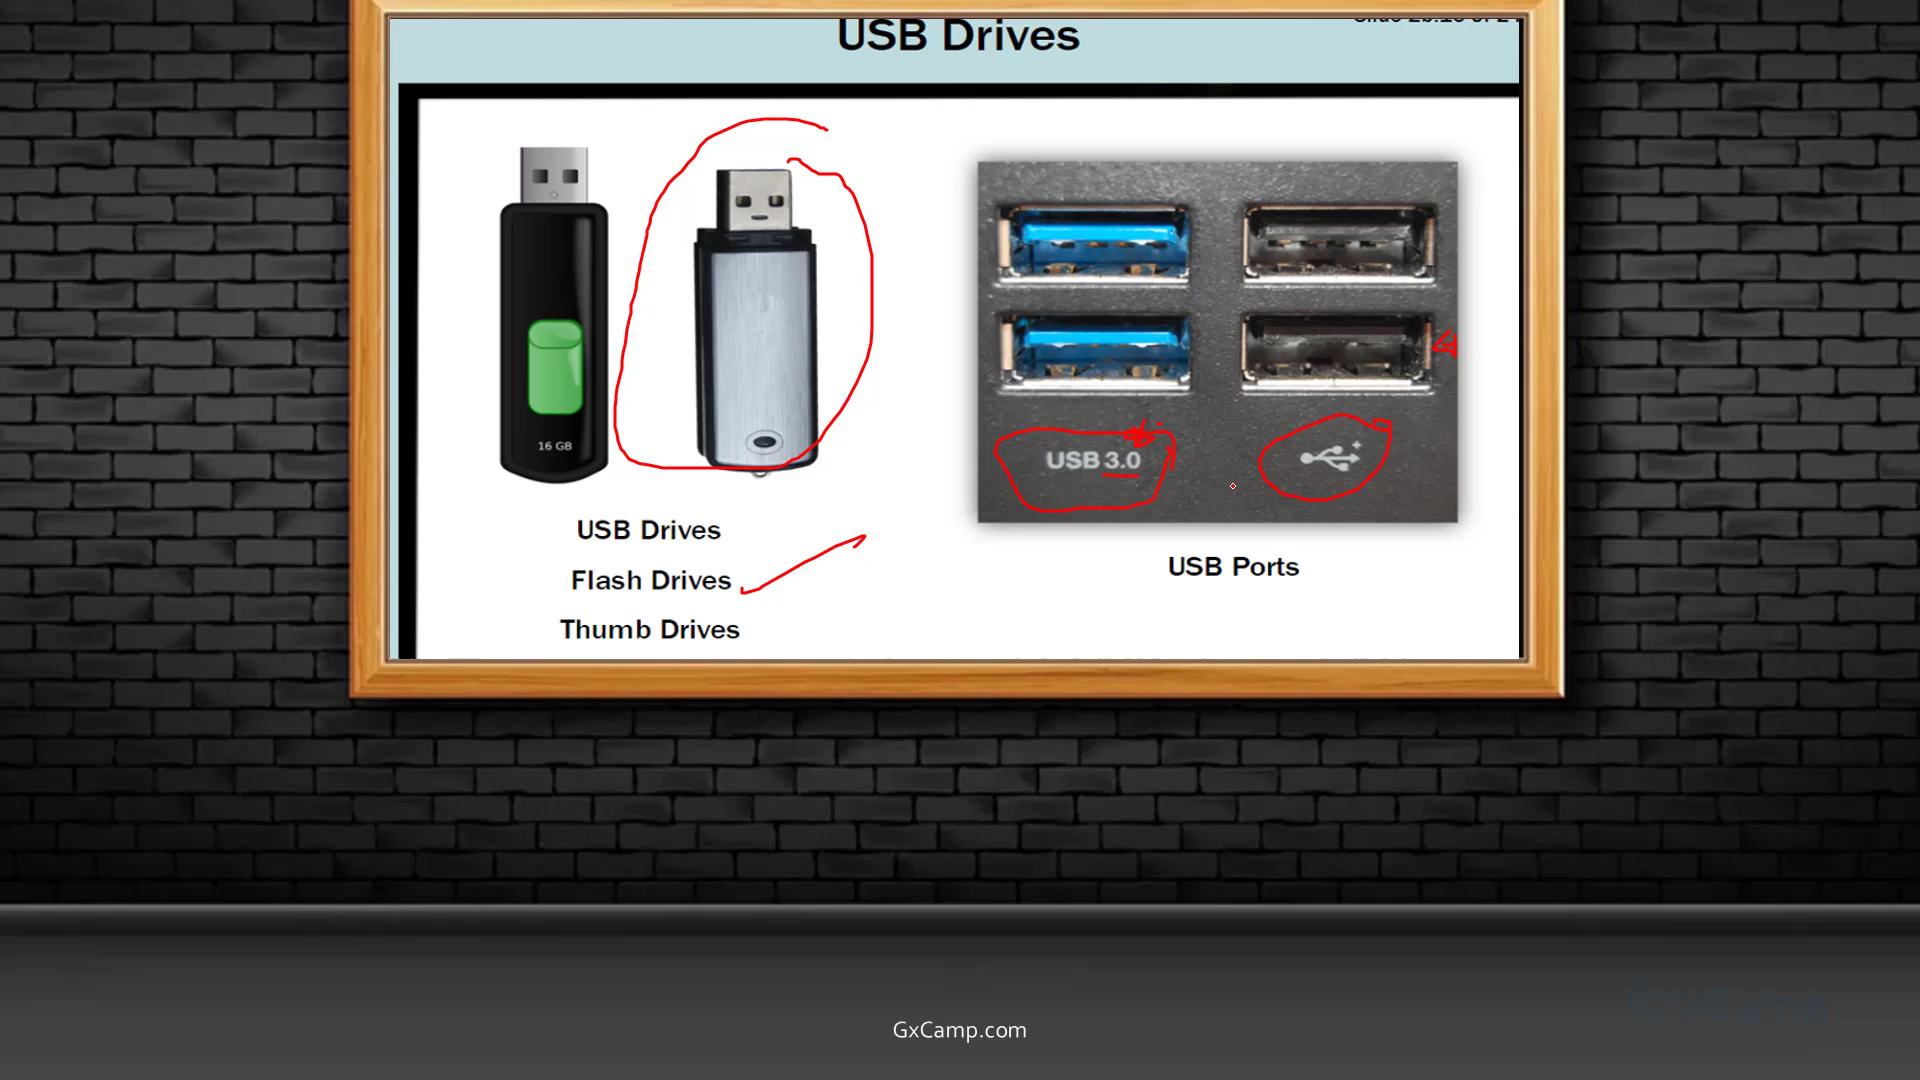 USB Drives
16 GB
USB 3.0
USB Drives
Flash Drives
Thumb Drives
USB Ports
GxCamp.com